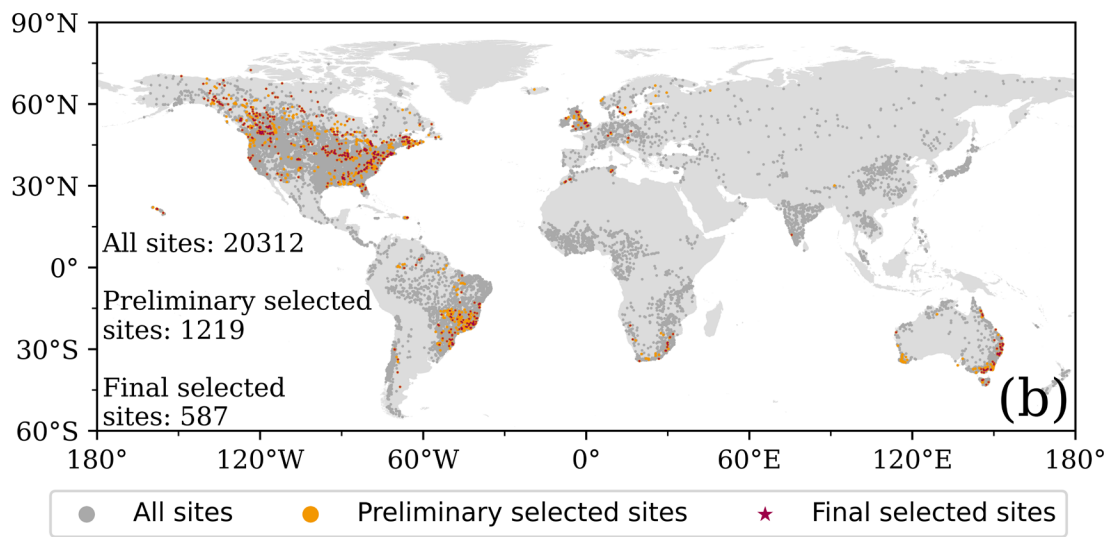 90°N
60°N
30°N
0°
30°S
60°S
All sites: 20312
Preliminary selected
sites: 1219
Final selected
sites: 587
(b)
180° 120°W 60°W 0° 60°E 120°E 180°
All sites Preliminary selected sites Final selected sites